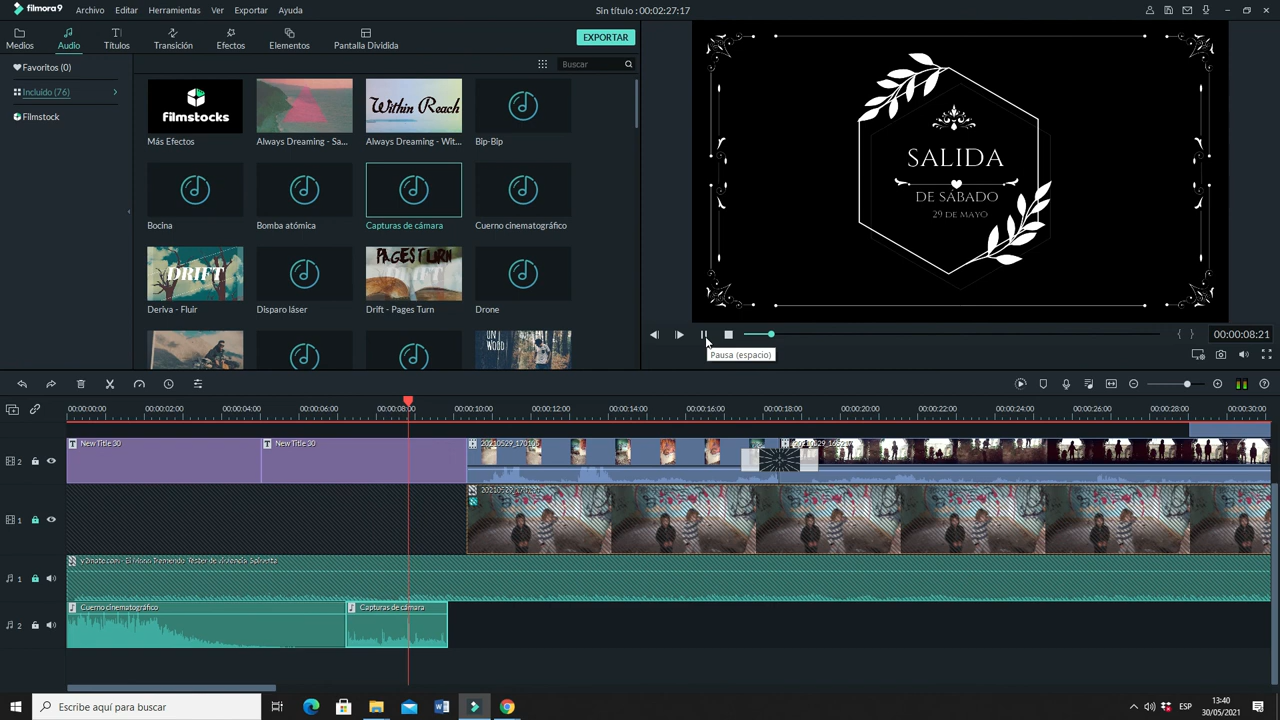 filmora9 Archivo Editar Herramientas Ver Exportar Ayuda Sin título : 00:02:27:17
Medios Audio Títulos Transición Efectos Elementos Pantalla Dividida EXPORTAR
Favoritos (0)
Incluido (76)
Filmstock
Buscar
filmstocks
Within Reach
Más Efectos Always Dreaming - Sa... Always Dreaming - Wit... Bip-Bip
Bocina Bomba atómica Capturas de cámara Cuerno cinematográfico
DRIFT
PAGES TURN
Deriva - Fluir Disparo láser Drift - Pages Turn Drone
SALIDA
DE SÁBADO
29 DE MAYO
Pausa (espacio)
00:00:08:21
00:00:00:00 00:00:02:00 00:00:04:00 00:00:06:00 00:00:08:00 00:00:10:00 00:00:12:00 00:00:14:00 00:00:16:00 00:00:18:00 00:00:20:00 00:00:22:00 00:00:24:00 00:00:26:00 00:00:28:00 00:00:30:00
2 New Title 30 New Title 30
1
1
2 Cuerno cinematográfico Capturas de cámara
Escribe aquí para buscar
ESP
13:40
30/05/2021